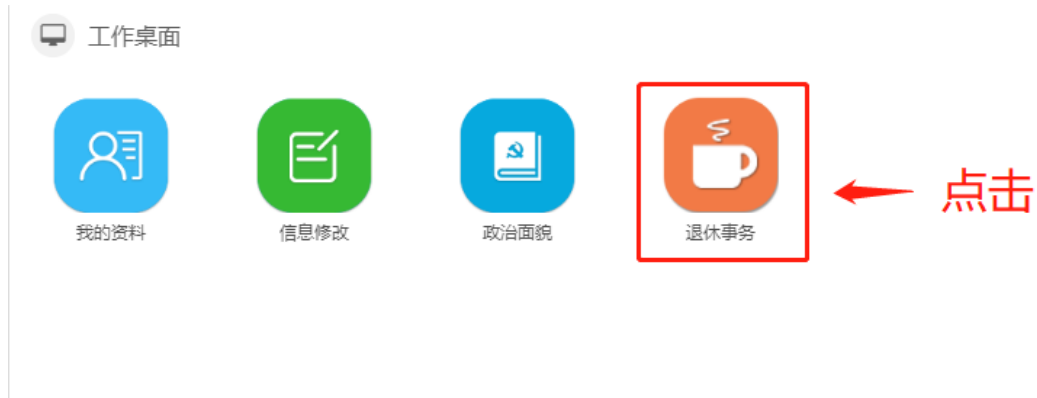 工作桌面
点击
我的资料
信息修改
政治面貌
退休事务